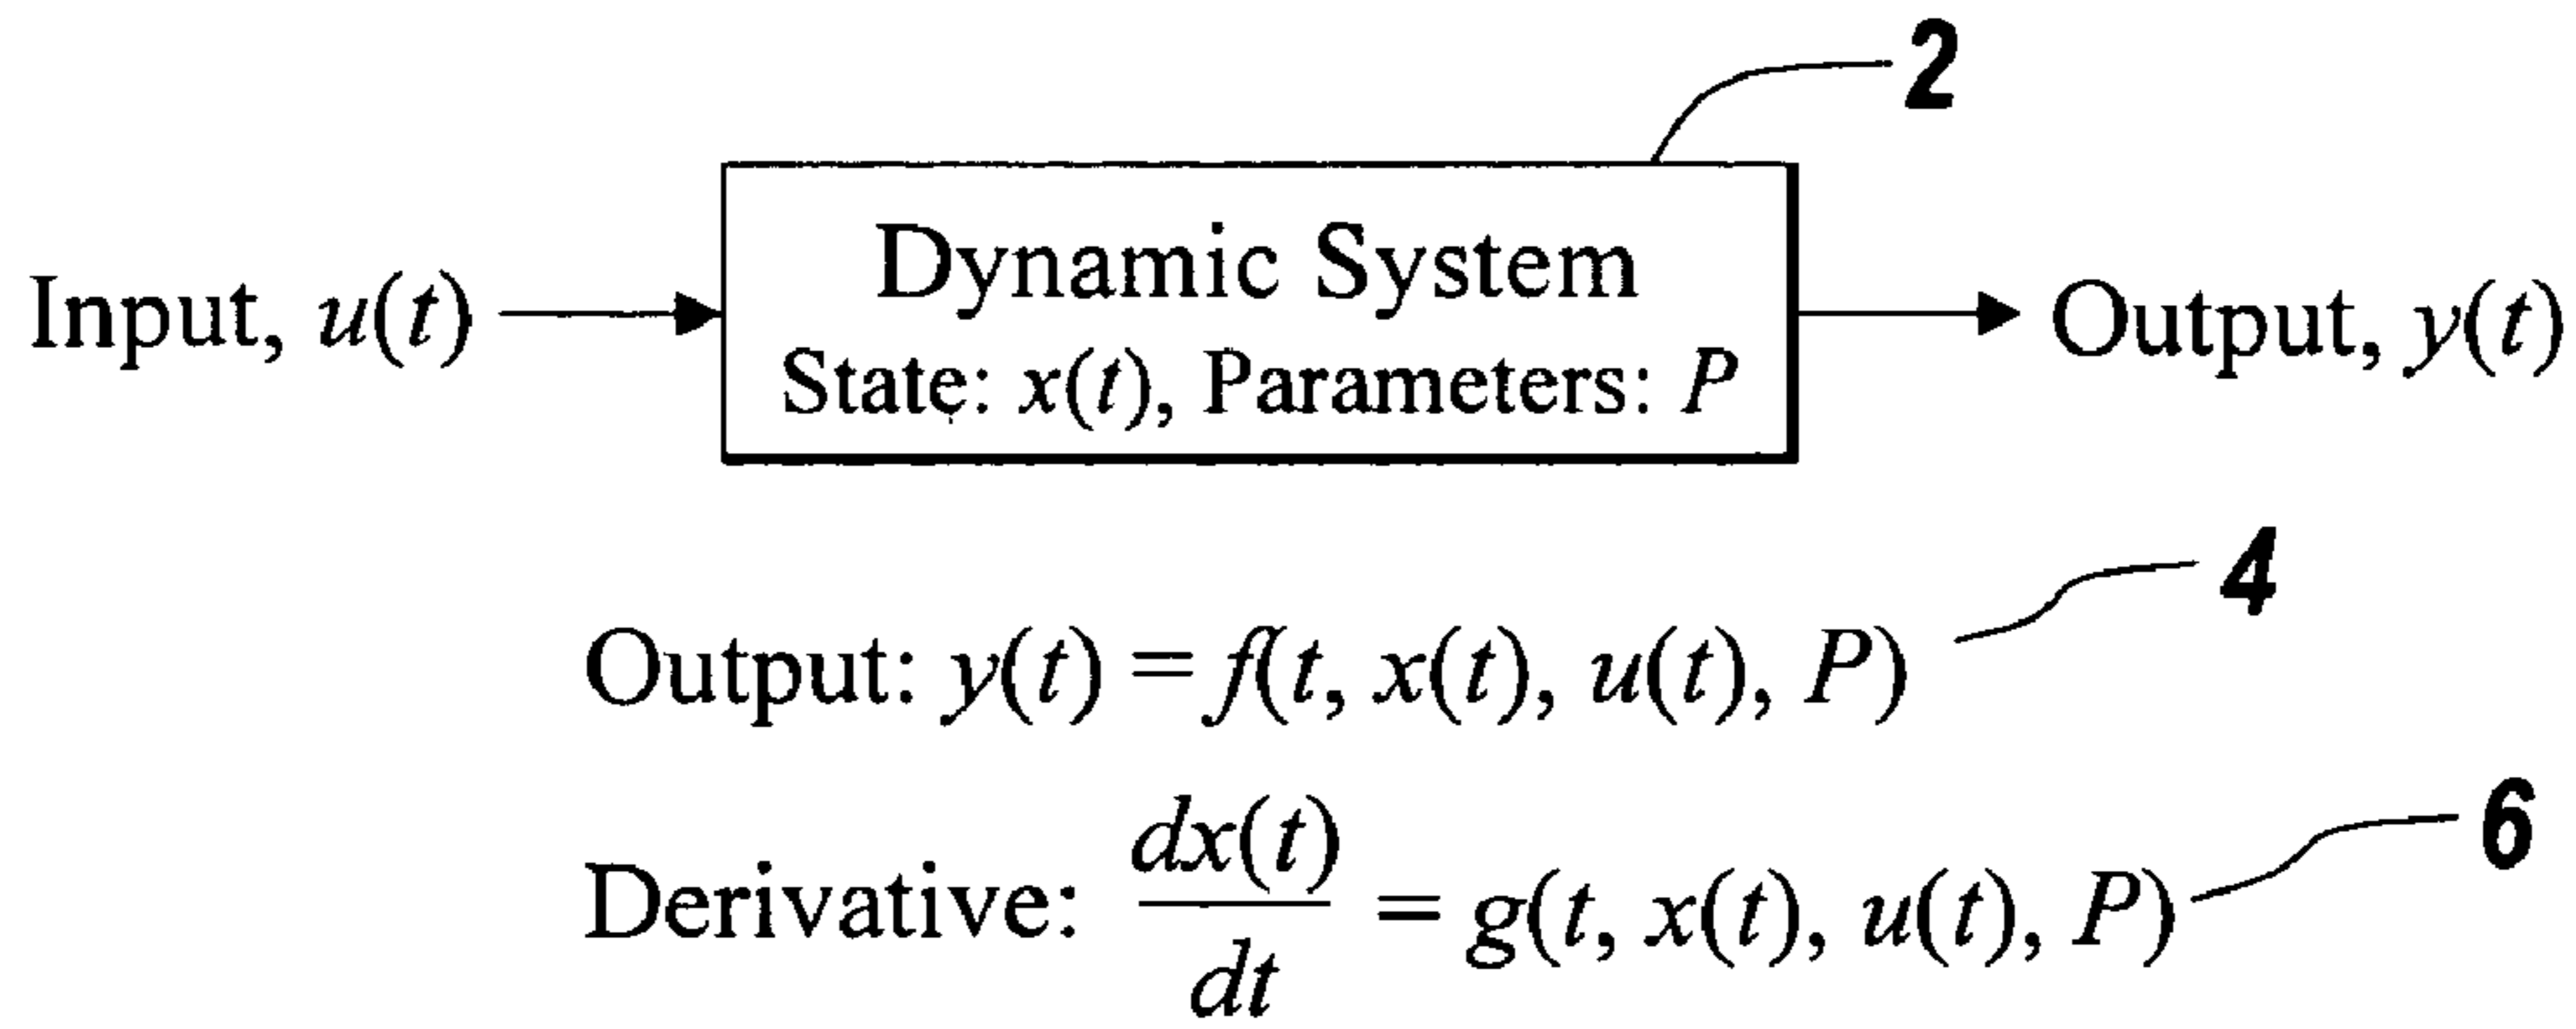 2
Dynamic System
Input, u(t)
State: x(t), Parameters: P
Output, y(t)
4
Output: y(t) = f(t, x(t), u(t), P)
6
Derivative: dx(t)/dt = g(t, x(t), u(t), P)